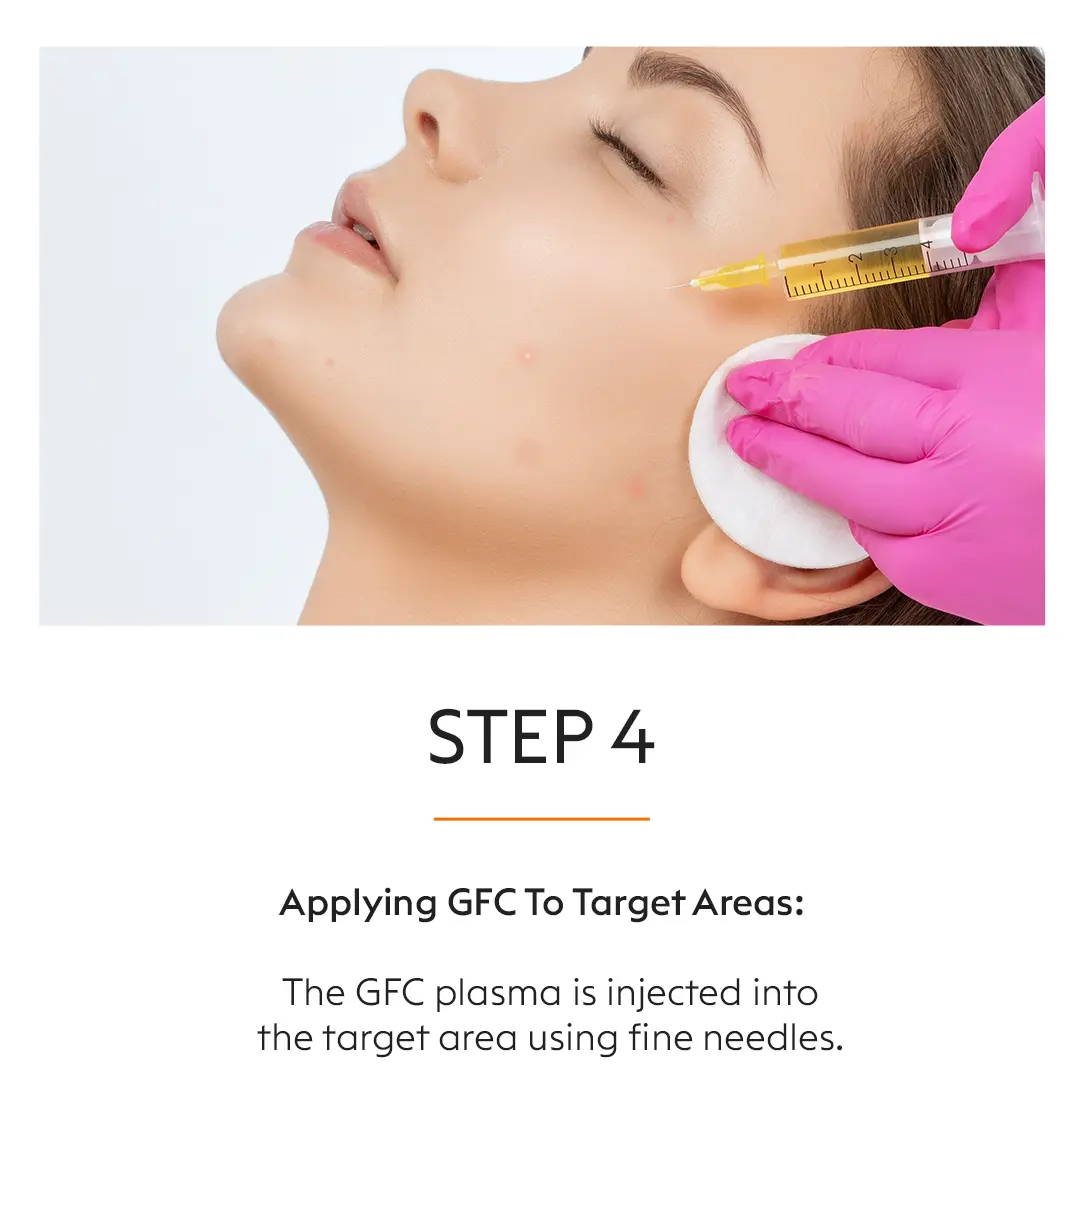 1 2 3 4
STEP 4
Applying GFC To Target Areas:
The GFC plasma is injected into
the target area using fine needles.